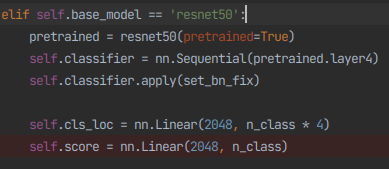 elif self.base_model == 'resnet50':
    pretrained = resnet50(pretrained=True)
    self.classifier = nn.Sequential(pretrained.layer4)
    self.classifier.apply(set_bn_fix)

    self.cls_loc = nn.Linear(2048, n_class * 4)
    self.score = nn.Linear(2048, n_class)